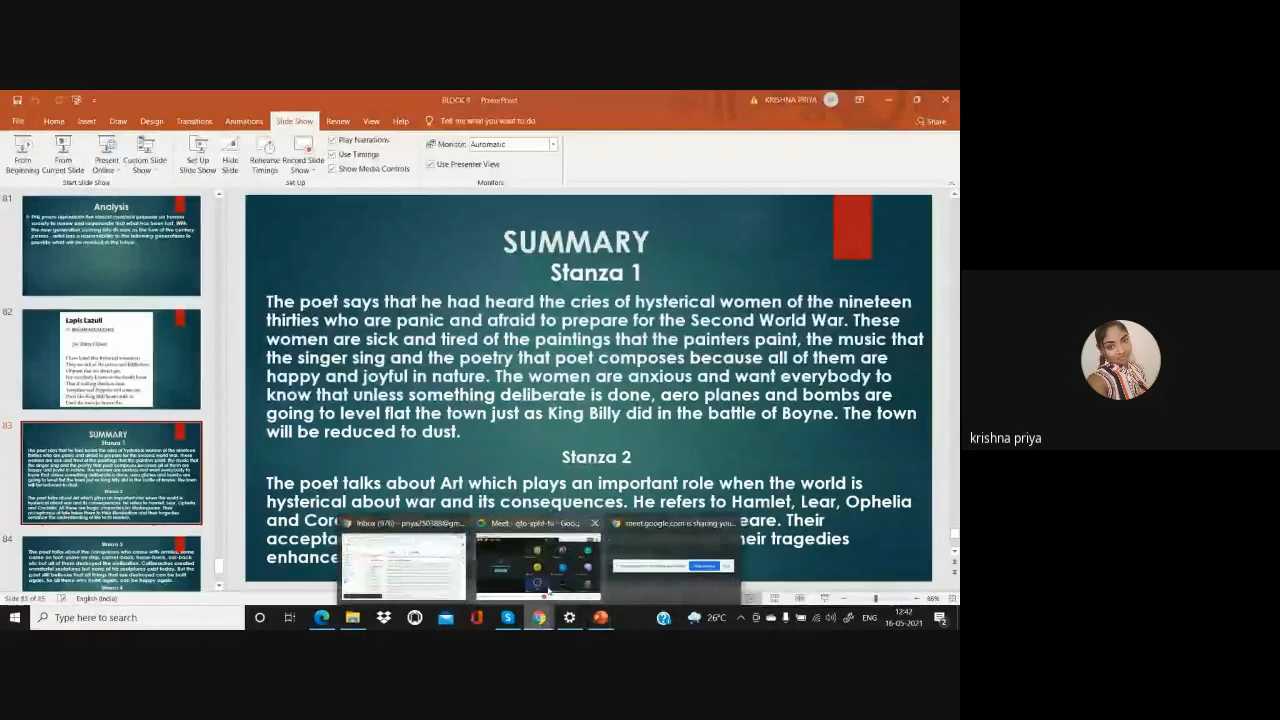 BLOCK 4 - PowerPoint
KRISHNA PRIYA
File Home Insert Draw Design Transitions Animations Slide Show Review View Help Tell me what you want to do
Share
From Beginning
From Current Slide
Present Online
Custom Slide Show
Set Up Slide Show
Hide Slide
Rehearse Timings
Record Slide Show
Play Narrations
Use Timings
Show Media Controls
Monitor: Automatic
Use Presenter View
Start Slide Show
Set Up
Monitors
81
Analysis
82
Lapis Lazuli
83
SUMMARY
Stanza 1
84
Stanza 3
SUMMARY
Stanza 1
The poet says that he had heard the cries of hysterical women of the nineteen
thirties who are panic and afraid to prepare for the Second World War. These
women are sick and tired of the paintings that the painters paint, the music that
the singer sing and the poetry that poet composes because all of them are
happy and joyful in nature. The women are anxious and want everybody to
know that unless something deliberate is done, aero planes and bombs are
going to level flat the town just as King Billy did in the battle of Boyne. The town
will be reduced to dust.
Stanza 2
The poet talks about Art which plays an important role when the world is
hysterical about war and its consequences. He refers to Hamlet, Lear, Ophelia
and Cor eare. Their
accepta heir tragedies
enhance
Inbox (976) - priya250388@gm...
Meet - Goo...
meet.google.com is sharing you...
Slide 83 of 85 English (India)
96%
Type here to search
26°C
ENG
12:42
16-05-2021
krishna priya